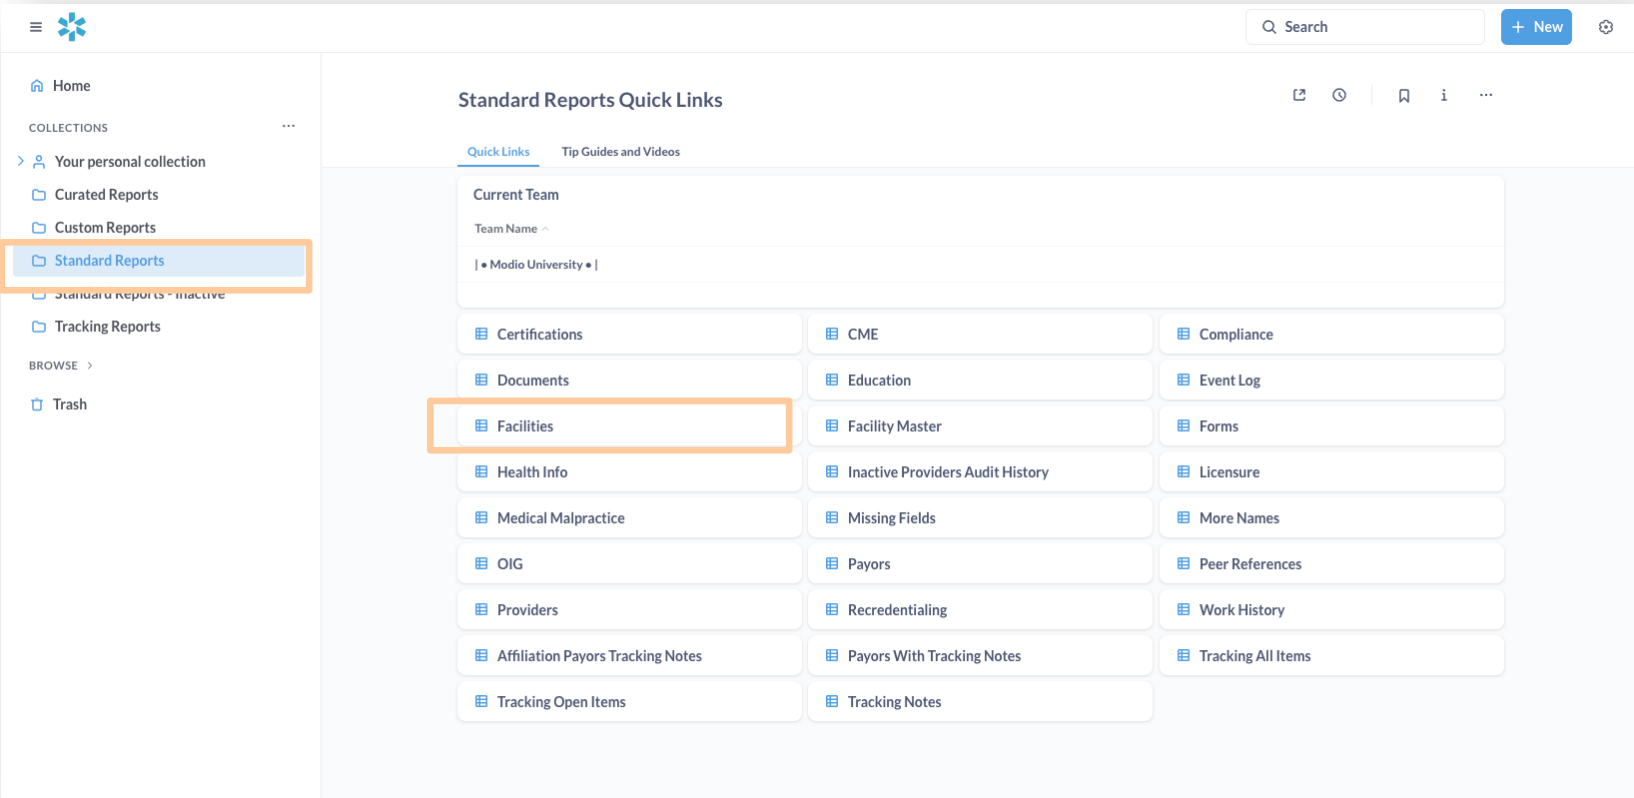 Search
+ New
Home
COLLECTIONS
Your personal collection
Curated Reports
Custom Reports
Standard Reports
Standard Reports - Inactive
Tracking Reports
BROWSE
Trash
Standard Reports Quick Links
Quick Links Tip Guides and Videos
Current Team
Team Name
| • Modio University • |
Certifications CME Compliance
Documents Education Event Log
Facilities Facility Master Forms
Health Info Inactive Providers Audit History Licensure
Medical Malpractice Missing Fields More Names
OIG Payors Peer References
Providers Recredentialing Work History
Affiliation Payors Tracking Notes Payors With Tracking Notes Tracking All Items
Tracking Open Items Tracking Notes